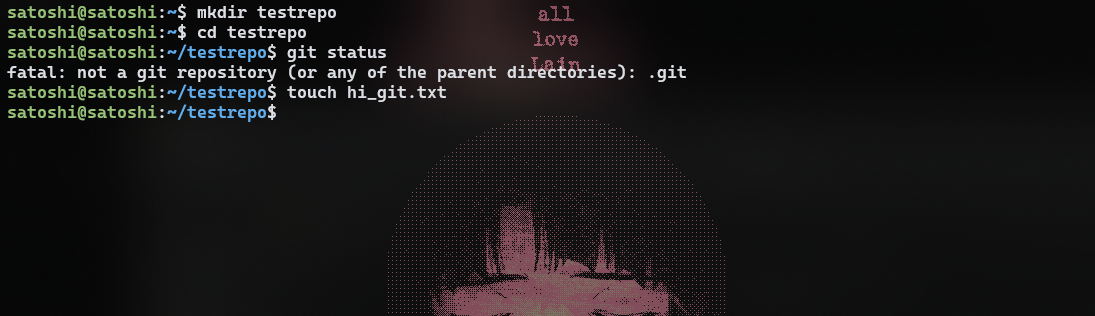 satoshi@satoshi:~$ mkdir testrepo
satoshi@satoshi:~$ cd testrepo
satoshi@satoshi:~/testrepo$ git status
fatal: not a git repository (or any of the parent directories): .git
satoshi@satoshi:~/testrepo$ touch hi_git.txt
satoshi@satoshi:~/testrepo$
all
love
Lain